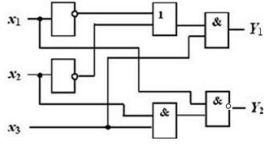 x₁
1
&
Y₁
x₂
&
&
Y₂
x₃